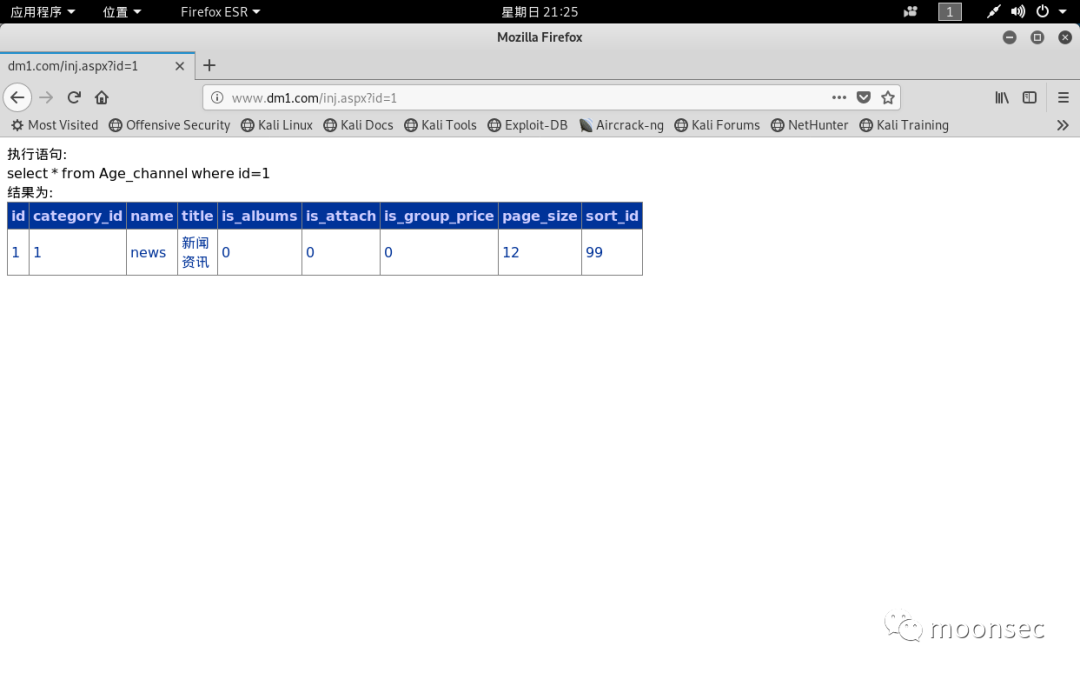 应用程序 位置 Firefox ESR 星期日 21:25 1
Mozilla Firefox
dm1.com/inj.aspx?id=1
www.dm1.com/inj.aspx?id=1
Most Visited Offensive Security Kali Linux Kali Docs Kali Tools Exploit-DB Aircrack-ng Kali Forums NetHunter Kali Training
执行语句:
select * from Age_channel where id=1
结果为:
id category_id name title is_albums is_attach is_group_price page_size sort_id
1 1 news 新闻 0 0 0 12 99
资讯
moonsec